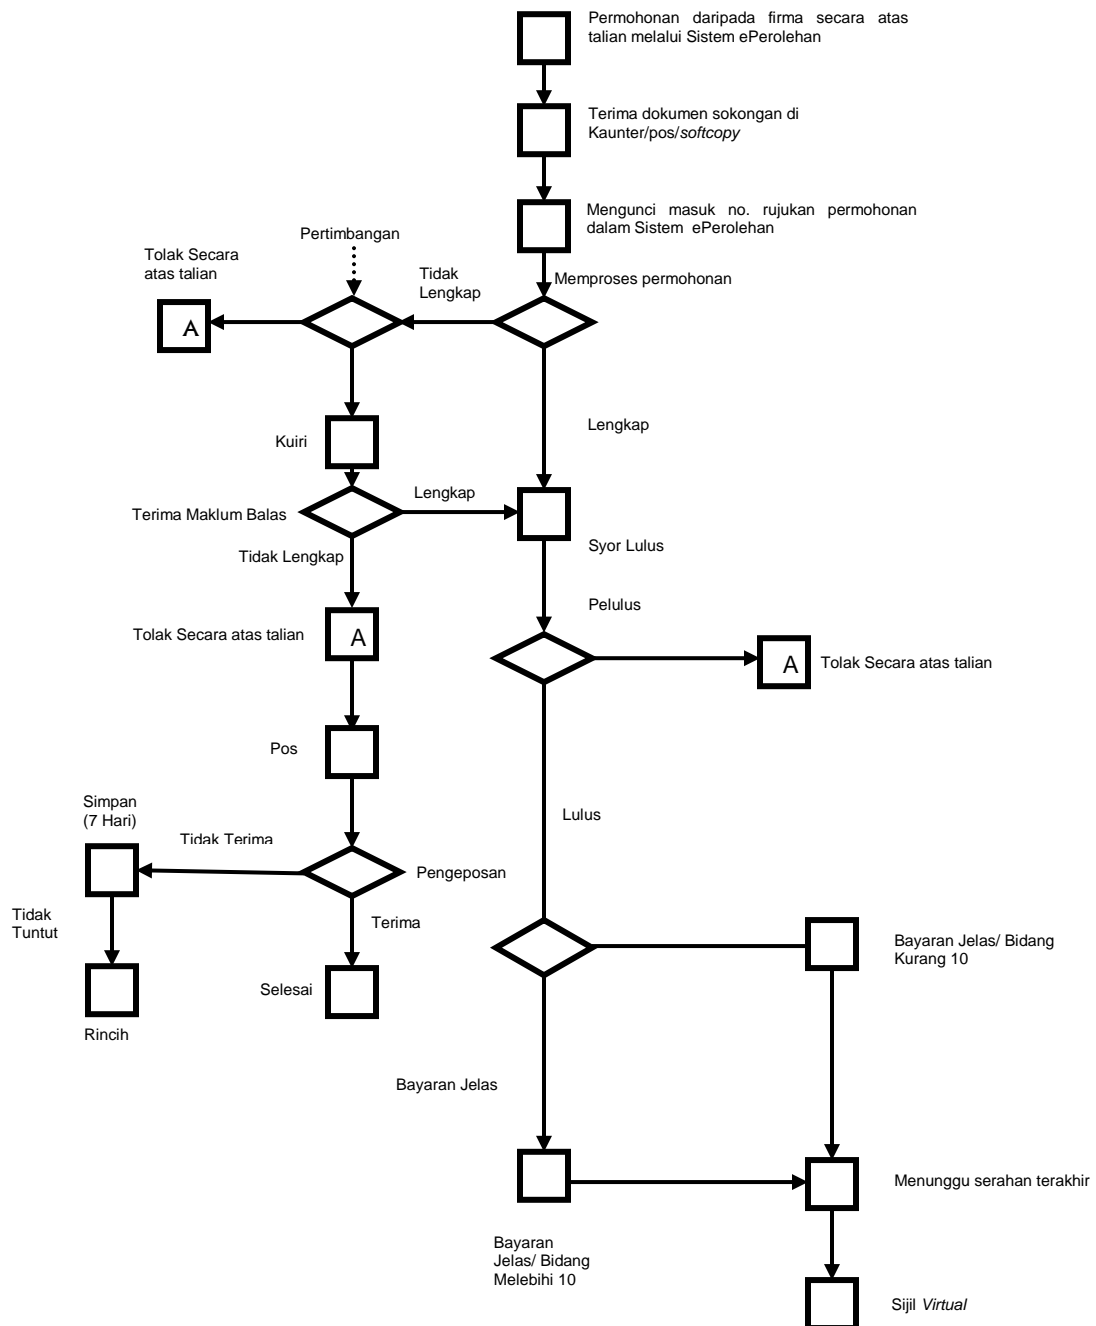 Permohonan daripada firma secara atas
talian melalui Sistem ePerolehan
Terima dokumen sokongan di
Kaunter/pos/softcopy
Mengunci masuk no. rujukan permohonan
dalam Sistem ePerolehan
Pertimbangan
Tolak Secara
atas talian
Tidak
Lengkap
Memproses permohonan
A
Lengkap
Kuiri
Lengkap
Terima Maklum Balas
Syor Lulus
Tidak Lengkap
Pelulus
Tolak Secara atas talian
A
A
Tolak Secara atas talian
Pos
Simpan
(7 Hari)
Lulus
Tidak Terima
Pengeposan
Tidak
Tuntut
Terima
Bayaran Jelas/ Bidang
Kurang 10
Selesai
Rincih
Bayaran Jelas
Menunggu serahan terakhir
Bayaran
Jelas/ Bidang
Melebihi 10
Sijil Virtual